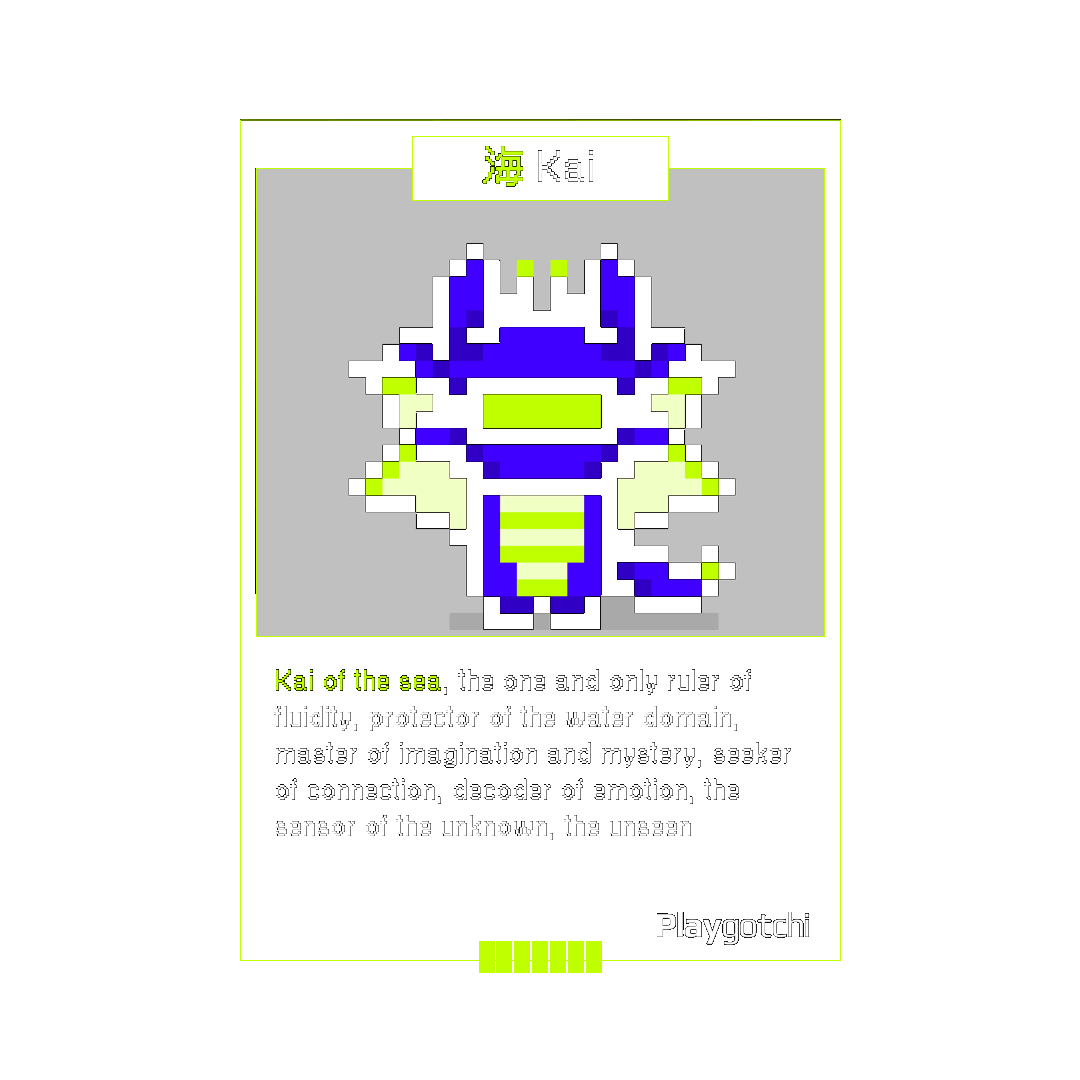 海 Kai
Kai of the sea, the one and only ruler of
fluidity, protector of the water domain,
master of imagination and mystery, seeker
of connection, decoder of emotion, the
sensor of the unknown, the unseen
Playgotchi